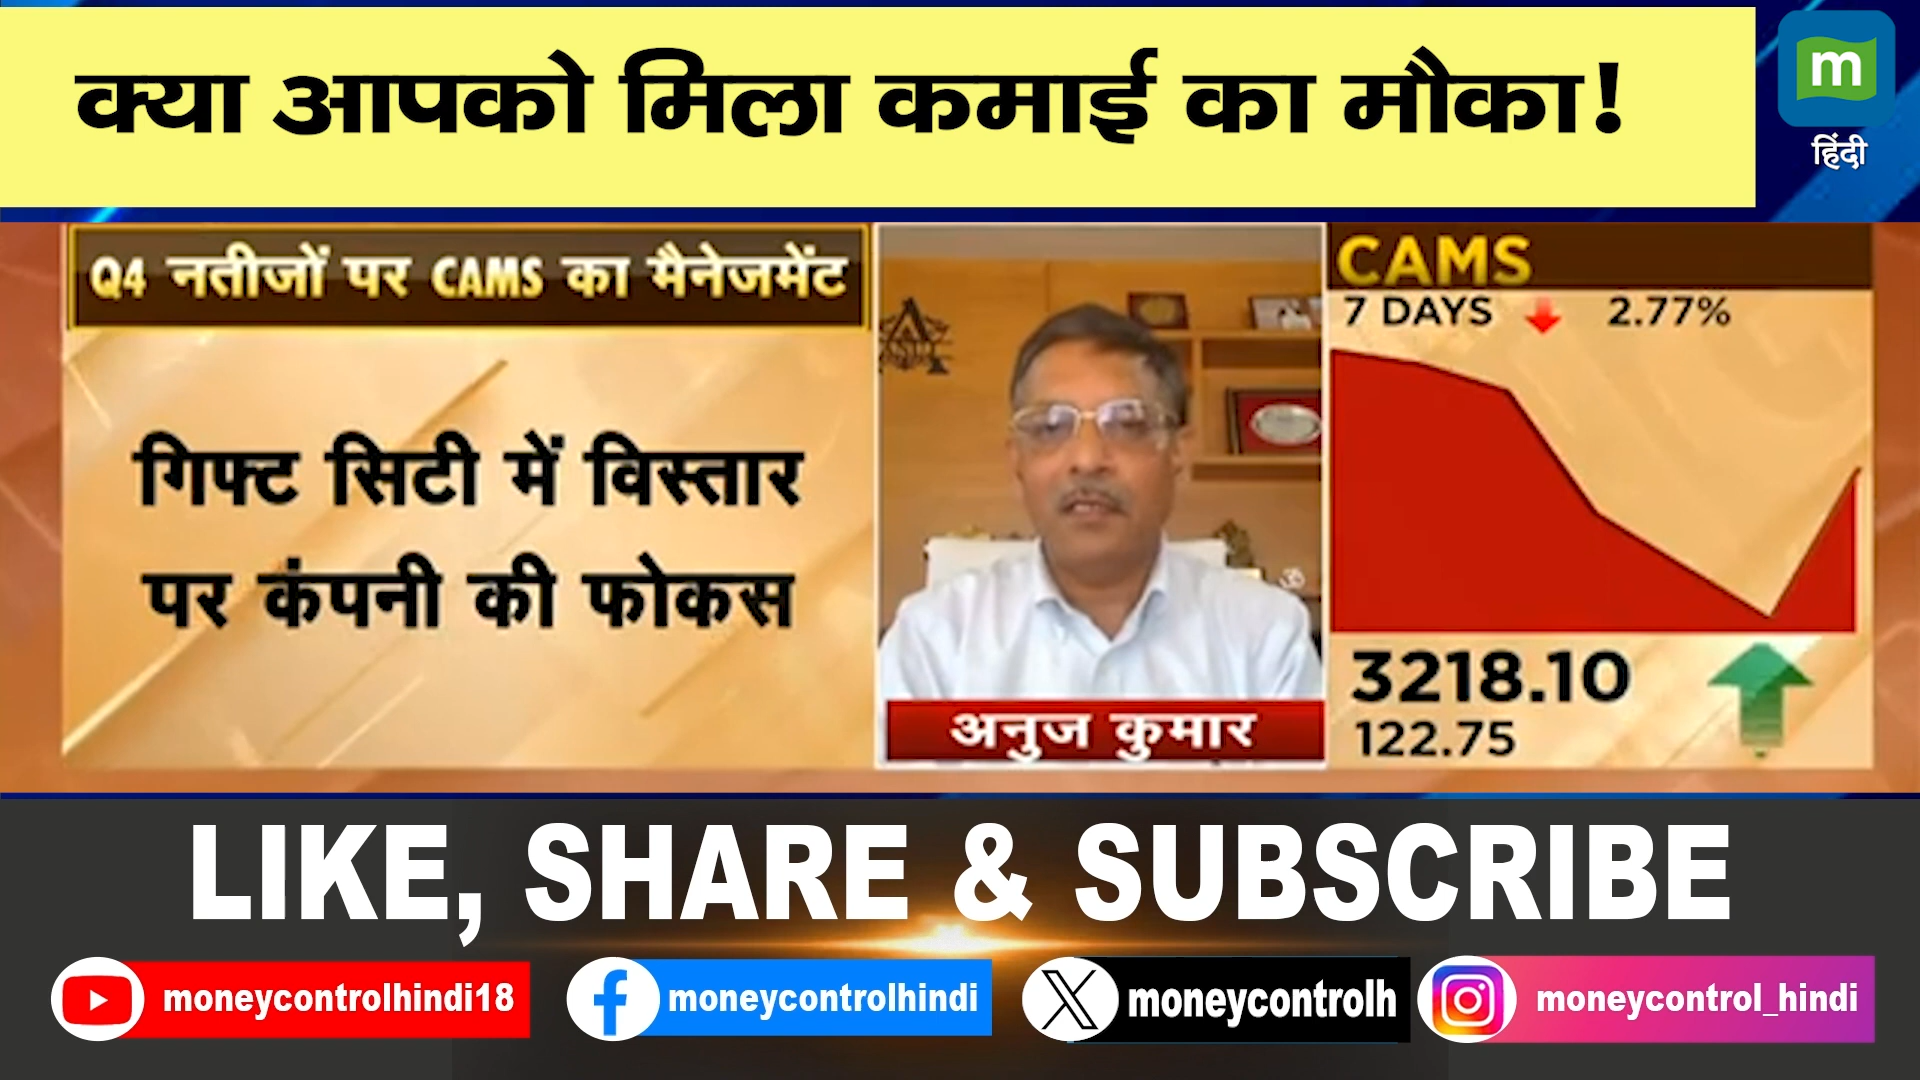 क्या आपको मिला कमाई का मौका!
m
हिंदी
Q4 नतीजों पर CAMS का मैनेजमेंट
गिफ्ट सिटी में विस्तार
पर कंपनी की फोकस
अनुज कुमार
CAMS
7 DAYS 2.77%
3218.10
122.75
LIKE, SHARE & SUBSCRIBE
moneycontrolhindi18
moneycontrolhindi
moneycontrolh
moneycontrol_hindi